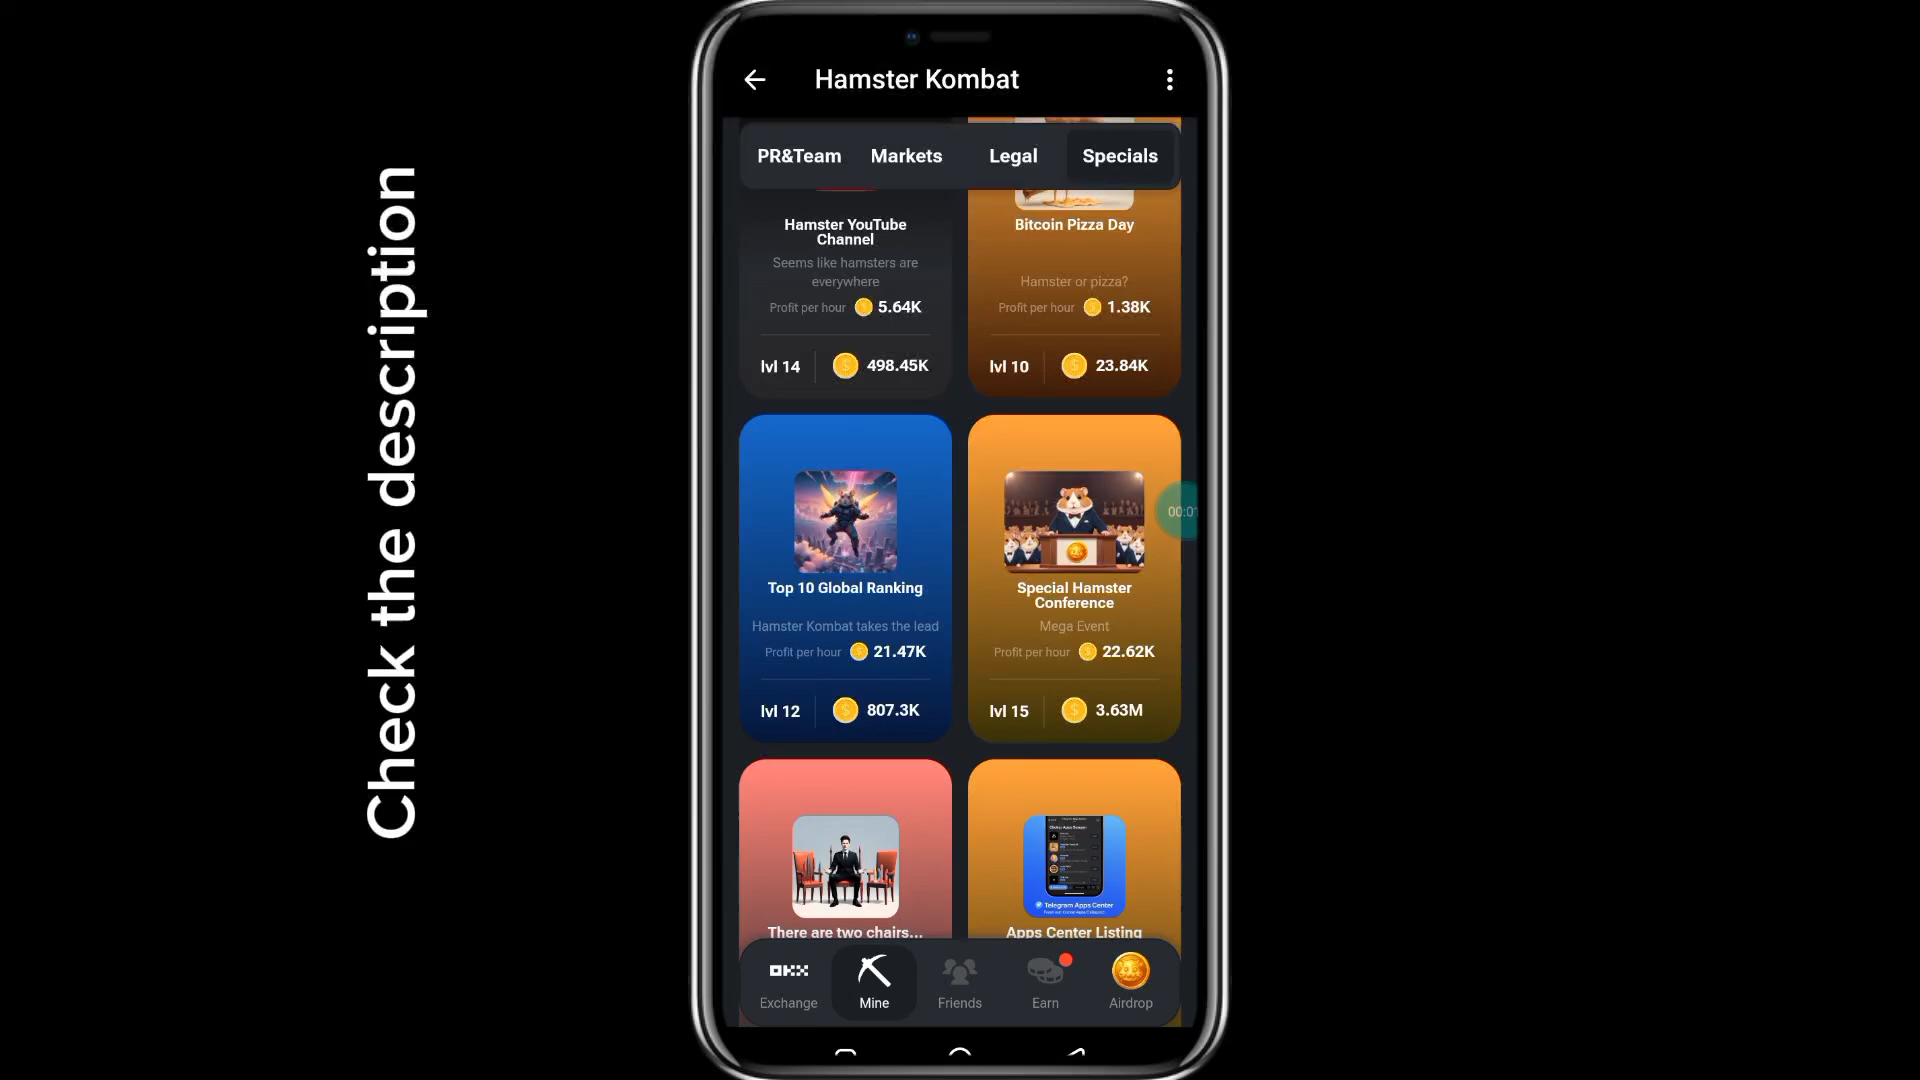 Check the description
Hamster Kombat
PR&Team Markets Legal Specials
Hamster YouTube
Channel
Seems like hamsters are
everywhere
Profit per hour 5.64K
lvl 14 498.45K
Bitcoin Pizza Day
Hamster or pizza?
Profit per hour 1.38K
lvl 10 23.84K
Top 10 Global Ranking
Hamster Kombat takes the lead
Profit per hour 21.47K
lvl 12 807.3K
Special Hamster
Conference
Mega Event
Profit per hour 22.62K
lvl 15 3.63M
There are two chairs...
Telegram Apps Center
Apps Center Listing
OKX
Exchange Mine Friends Earn Airdrop